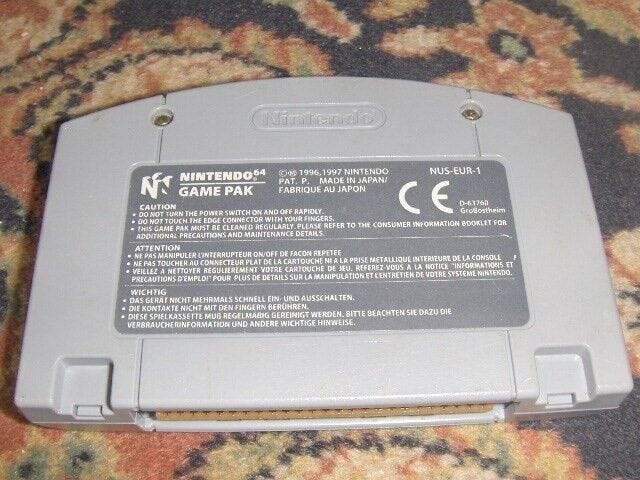 Nintendo
NINTENDO 64
GAME PAK
©Ⓜ 1996,1997 NINTENDO
PAT. P. MADE IN JAPAN/
FABRIQUE AU JAPON
NUS-EUR-1
CE
D-63760
Großostheim
CAUTION
• DO NOT TURN THE POWER SWITCH ON AND OFF RAPIDLY.
• DO NOT TOUCH THE EDGE CONNECTOR WITH YOUR FINGERS.
• THIS GAME PAK MUST BE CLEANED REGULARLY. PLEASE REFER TO THE CONSUMER INFORMATION BOOKLET FOR
ADDITIONAL PRECAUTIONS AND MAINTENANCE DETAILS.
ATTENTION
• NE PAS MANIPULER L'INTERRUPTEUR ON/OFF DE FACON REPETEE
• NE PAS TOUCHER AU CONNECTEUR PLAT DE LA CARTOUCHE NI A LA PRISE METALLIQUE INTERIEURE DE LA CONSOLE
• VEILLEZ A NETTOYER REGULIEREMENT VOTRE CARTOUCHE DE JEU. REFEREZ-VOUS A LA NOTICE "INFORMATIONS ET
PRECAUTIONS D'EMPLOI" POUR PLUS DE DETAILS SUR LA MANIPULATION ET L'ENTRETIEN DE VOTRE SYSTEME NINTENDO.
WICHTIG
• DAS GERÄT NICHT MEHRMALS SCHNELL EIN- UND AUSSCHALTEN.
• DIE KONTAKTE NICHT MIT DEN FINGERN BERÜHREN.
• DIESE SPIELKASSETTE MUß REGELMÄßIG GEREINIGT WERDEN. BITTE BEACHTEN SIE DAZU DIE
VERBRAUCHERINFORMATION UND ANDERE WICHTIGE HINWEISE.